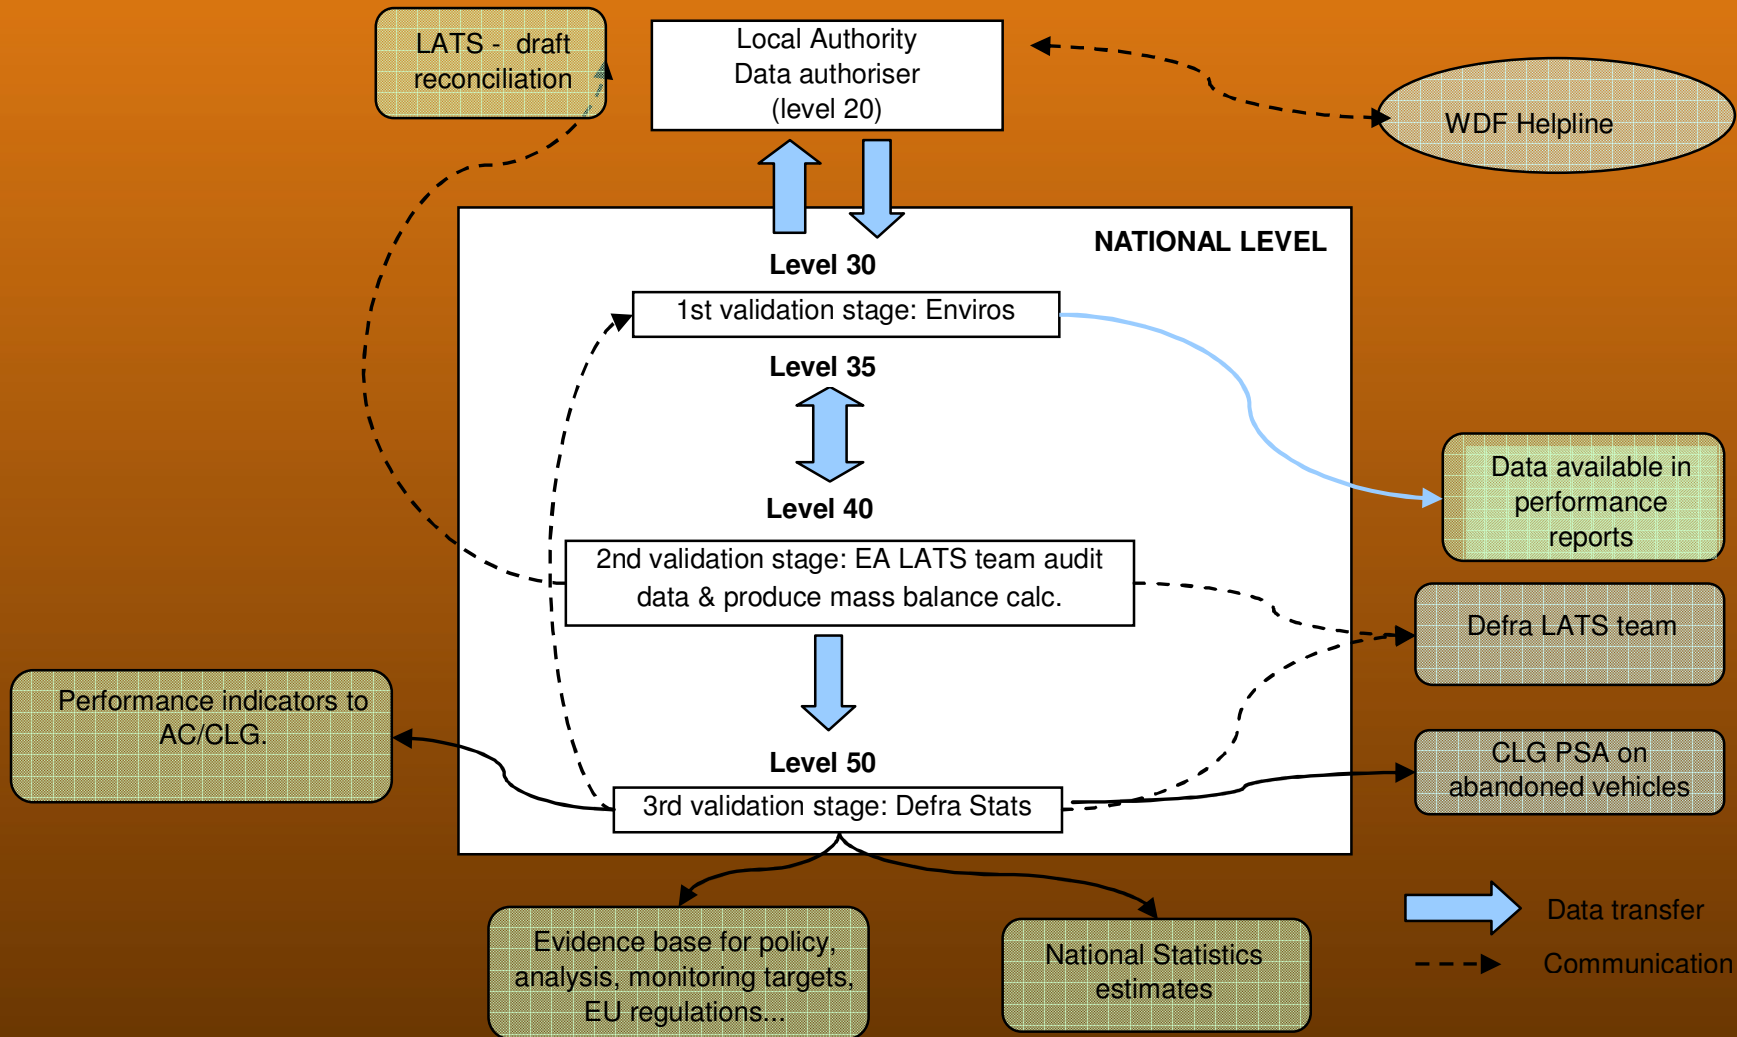 LATS -  draft
reconciliation
Local Authority
Data authoriser
(level 20)
WDF Helpline
NATIONAL LEVEL
Level 30
1st validation stage: Enviros
Level 35
Level 40
2nd validation stage: EA LATS team audit
data & produce mass balance calc.
Data available in
performance
reports
Defra LATS team
Performance indicators to
AC/CLG.
CLG PSA on
abandoned vehicles
Level 50
3rd validation stage: Defra Stats
Evidence base for policy,
analysis, monitoring targets,
EU regulations...
National Statistics
estimates
Data transfer
Communication